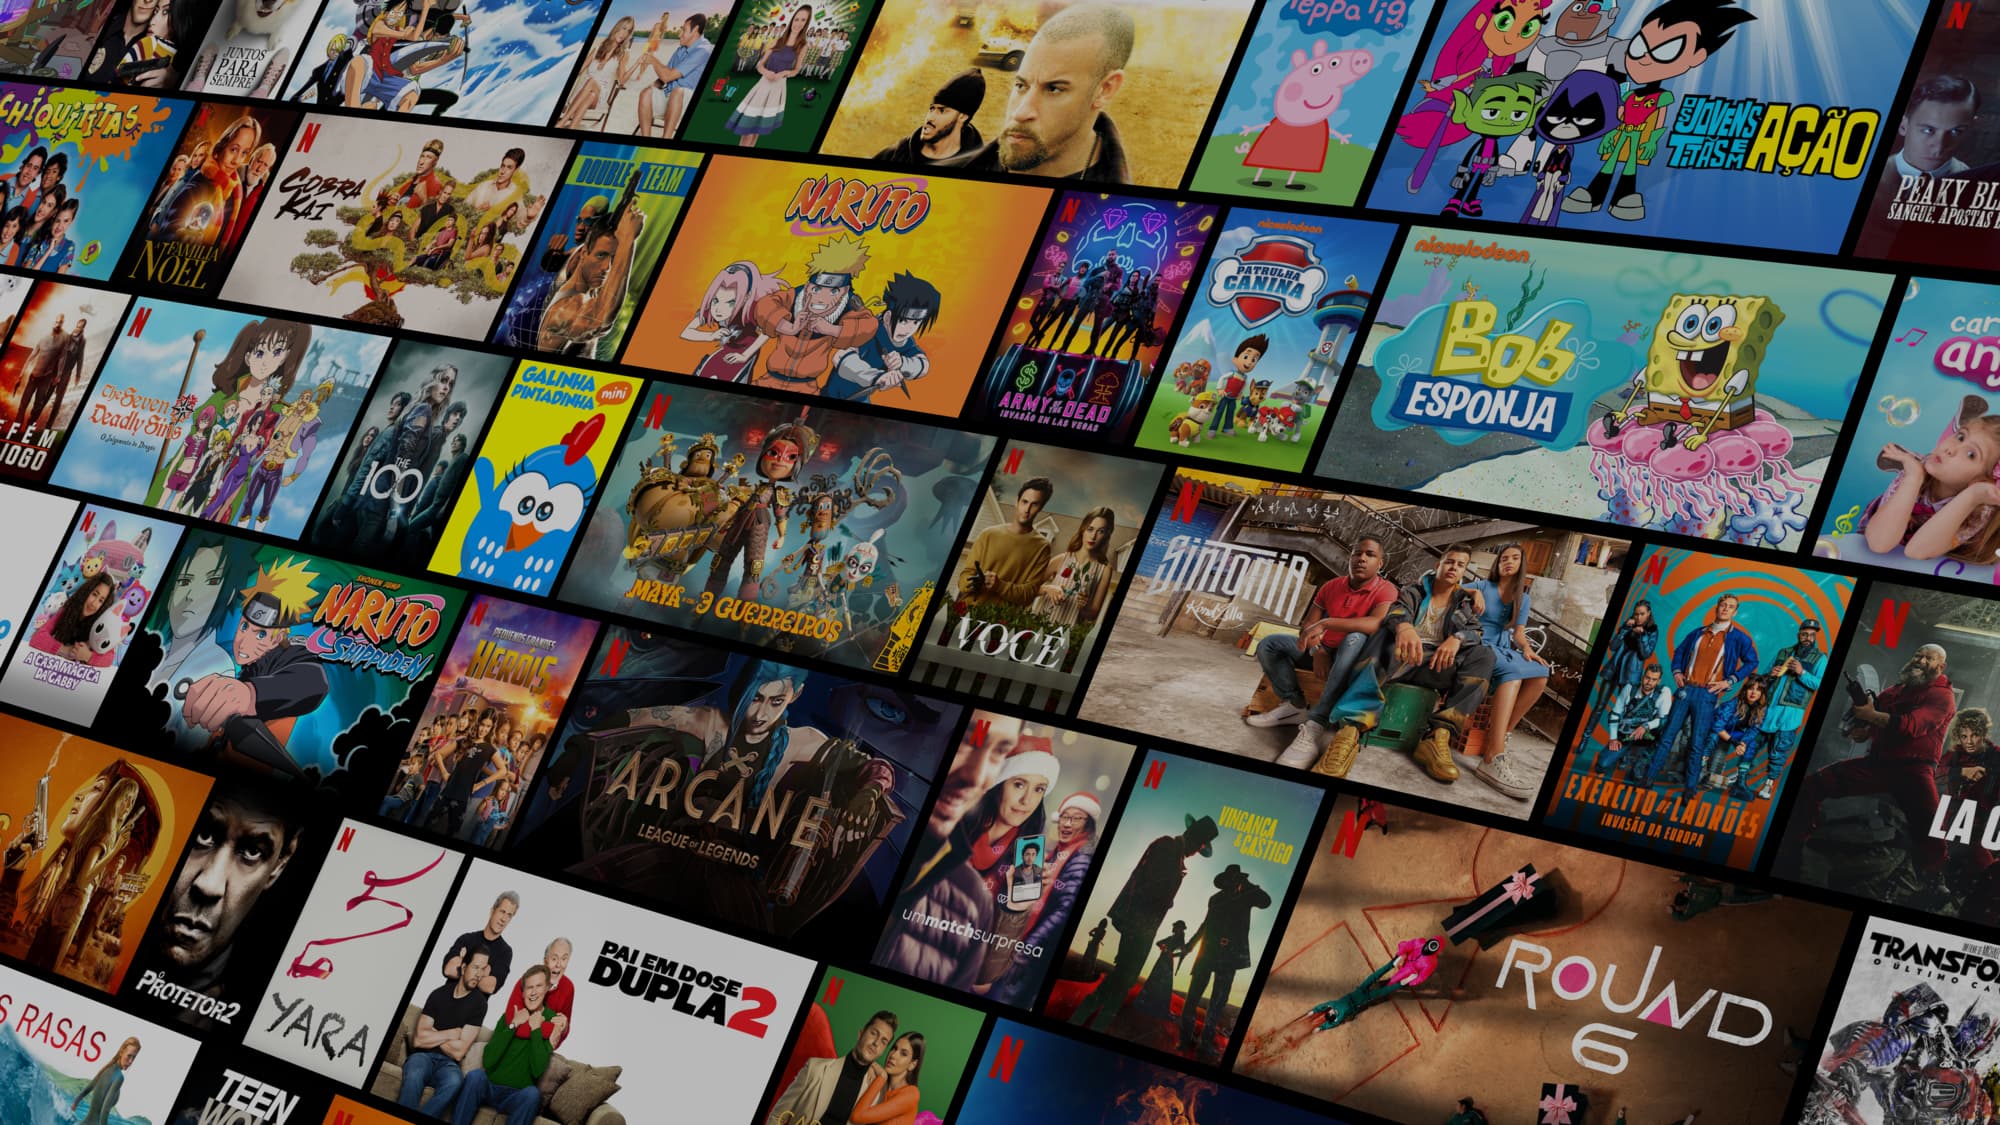 JUNTOS
PARA
SEMPRE
Peppa Pig
OS JOVENS
TITÃS EM
AÇÃO
N
PEAKY BL
SANGUE, APOSTAS E
CHIQUITITAS
A FAMÍLIA
NOEL
N
COBRA
KAI
DOUBLE TEAM
NARUTO
N
ARMY OF THE DEAD
INVASÃO EM LAS VEGAS
nickelodeon
PATRULHA
CANINA
nickelodeon
BOB
ESPONJA
car
anj
EFÉM
IOGO
N
The Seven
Deadly Sins
O Julgamento do Dragão
THE
100
GALINHA
PINTADINHA
mini
N
MAYA E OS 3 GUERREIROS
N
VOCÊ
N
SINTONIA
KondZilla
N
EXÉRCITO DE LADRÕES
INVASÃO DA EUROPA
N
LA C
N
A CASA MÁGICA
DA GABBY
SHONEN JUMP
NARUTO
SHIPPUDEN
N
PEQUENOS GRANDES
HERÓIS
N
ARCANE
LEAGUE OF LEGENDS
N
ummatchsurpresa
N
VINGANÇA
& CASTIGO
N
ROUND
6
TRANSFO
O ÚLTIMO CA
S
O PROTETOR 2
N
YARA
PAI EM DOSE
DUPLA 2
N
N
S RASAS
TEEN
WOL
N